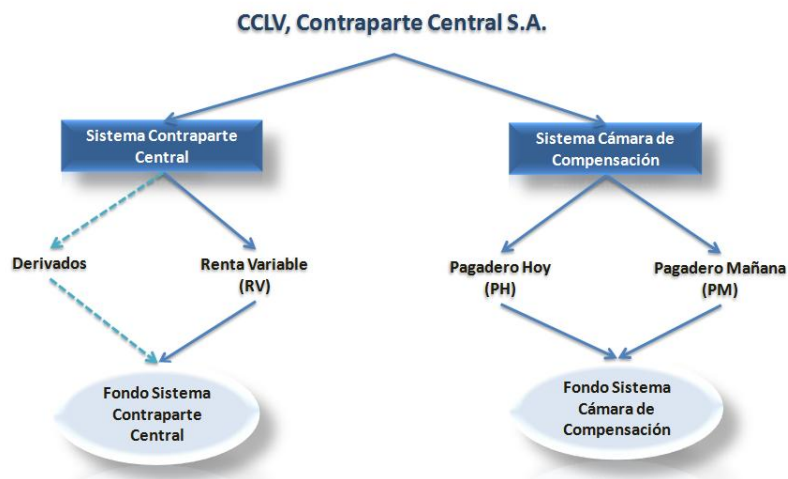 CCLV, Contraparte Central S.A.
Sistema Contraparte
Central
Sistema Cámara de
Compensación
Derivados
Renta Variable
(RV)
Pagadero Hoy
(PH)
Pagadero Mañana
(PM)
Fondo Sistema
Contraparte
Central
Fondo Sistema
Cámara de
Compensación